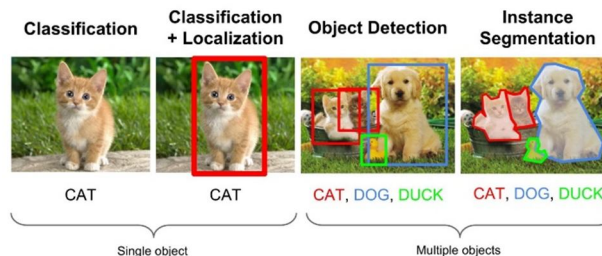 Classification
Classification
+ Localization
Object Detection
Instance
Segmentation
CAT
CAT
CAT, DOG, DUCK
CAT, DOG, DUCK
Single object
Multiple objects